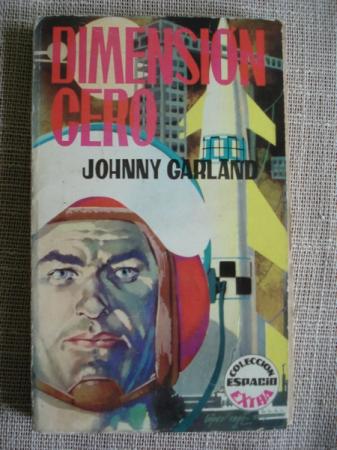 DIMENSION
CERO
JOHNNY GARLAND
COLECCION
ESPACIO
EXTRA